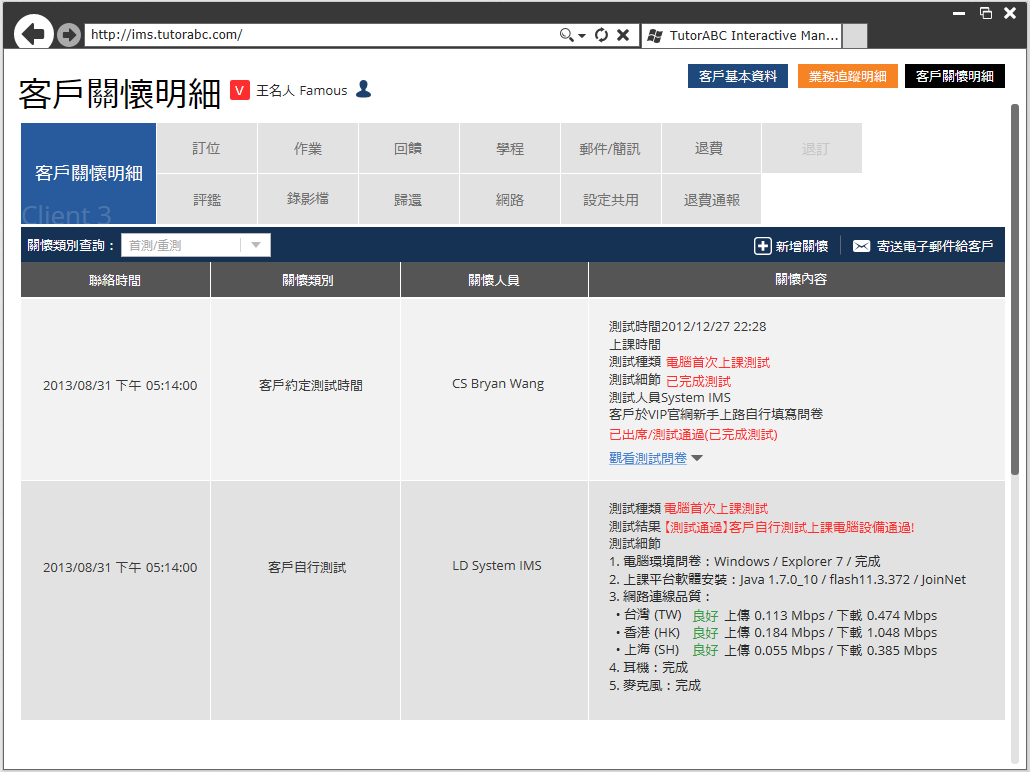 http://ims.tutorabc.com/
TutorABC Interactive Man...
客戶關懷明細 V 王名人 Famous
客戶基本資料 業務追蹤明細 客戶關懷明細
客戶關懷明細
Client 3
訂位 作業 回饋 學程 郵件/簡訊 退費 退訂
評鑑 錄影檔 歸還 網路 設定共用 退費通報
關懷類別查詢： 首測/重測 新增關懷 寄送電子郵件給客戶
聯絡時間 關懷類別 關懷人員 關懷內容
2013/08/31 下午 05:14:00 客戶約定測試時間 CS Bryan Wang
測試時間2012/12/27 22:28
上課時間
測試種類 電腦首次上課測試
測試細節 已完成測試
測試人員System IMS
客戶於VIP官網新手上路自行填寫問卷
已出席/測試通過(已完成測試)
觀看測試問卷
2013/08/31 下午 05:14:00 客戶自行測試 LD System IMS
測試種類 電腦首次上課測試
測試結果【測試通過】客戶自行測試上課電腦設備通過!
測試細節
1. 電腦環境問卷：Windows / Explorer 7 / 完成
2. 上課平台軟體安裝：Java 1.7.0_10 / flash11.3.372 / JoinNet
3. 網路連線品質：
・台灣 (TW) 良好 上傳 0.113 Mbps / 下載 0.474 Mbps
・香港 (HK) 良好 上傳 0.184 Mbps / 下載 1.048 Mbps
・上海 (SH) 良好 上傳 0.055 Mbps / 下載 0.385 Mbps
4. 耳機：完成
5. 麥克風：完成